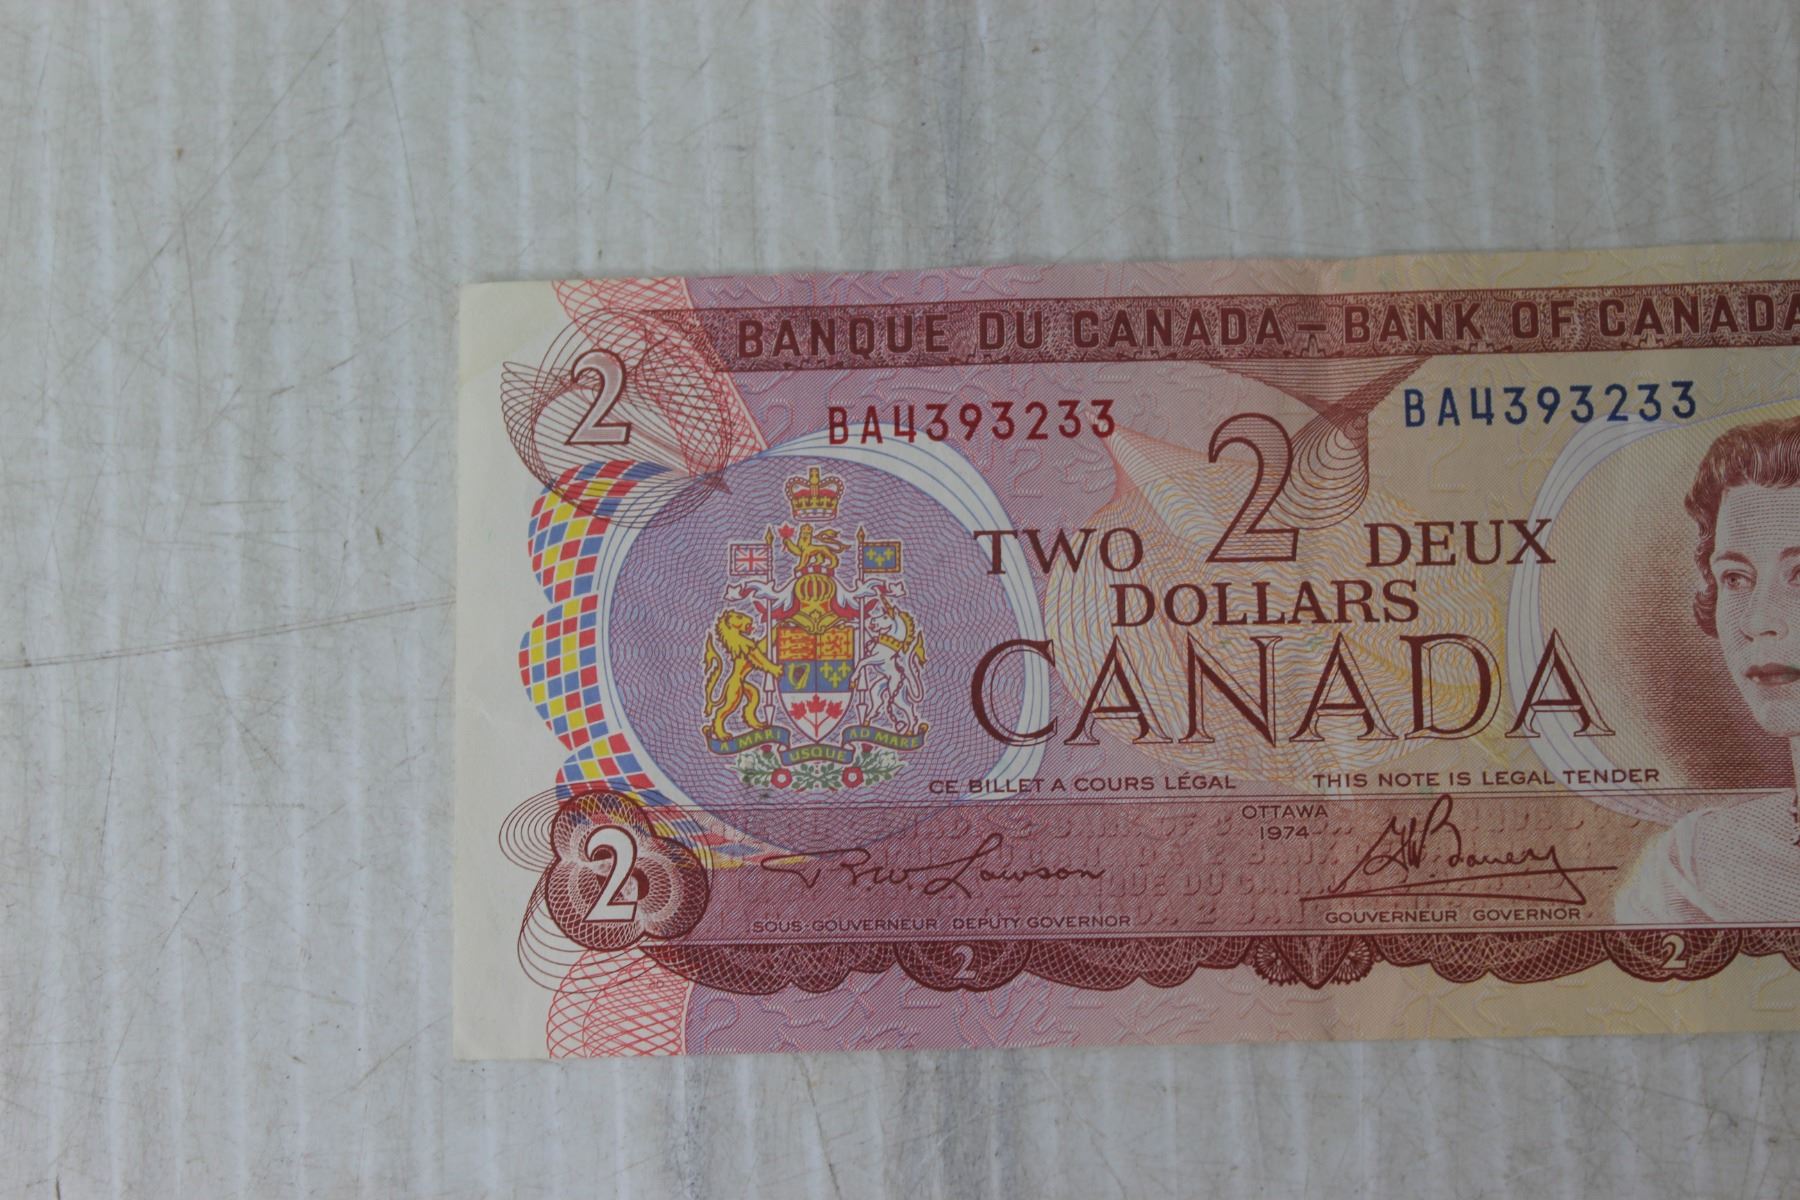 BANQUE DU CANADA – BANK OF CANADA
2
BA4393233 BA4393233
2
TWO DEUX
DOLLARS
CANADA
A MARI USQUE AD MARE
CE BILLET A COURS LÉGAL THIS NOTE IS LEGAL TENDER
OTTAWA
1974
2
R.W. Lawson G.K. Bouey
SOUS-GOUVERNEUR DEPUTY GOVERNOR GOUVERNEUR GOVERNOR
2 2